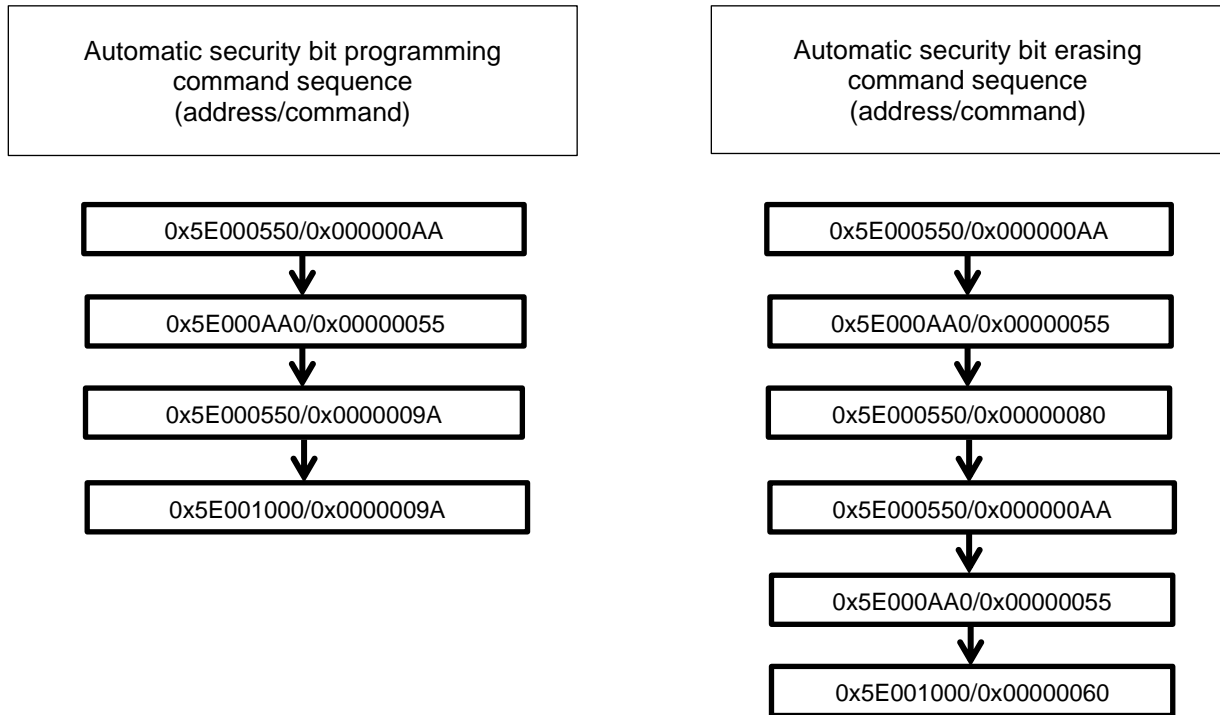 Automatic security bit programming
command sequence
(address/command)
0x5E000550/0x000000AA
0x5E000AA0/0x00000055
0x5E000550/0x0000009A
0x5E001000/0x0000009A
Automatic security bit erasing
command sequence
(address/command)
0x5E000550/0x000000AA
0x5E000AA0/0x00000055
0x5E000550/0x00000080
0x5E000550/0x000000AA
0x5E000AA0/0x00000055
0x5E001000/0x00000060